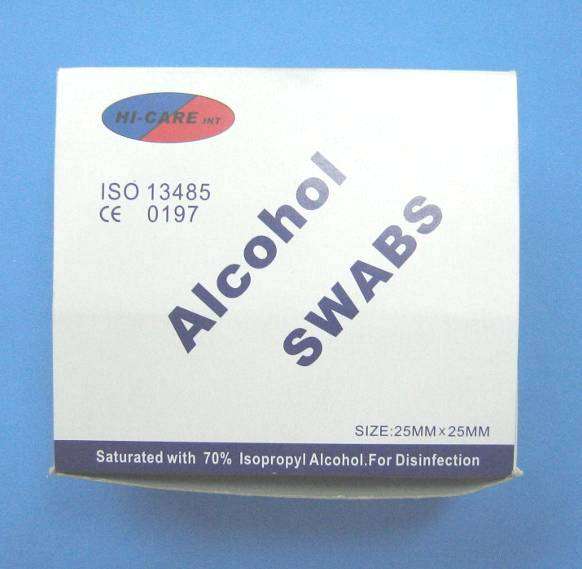 HI-CARE INT
ISO 13485
CE 0197
Alcohol
SWABS
SIZE:25MM×25MM
Saturated with 70% Isopropyl Alcohol.For Disinfection